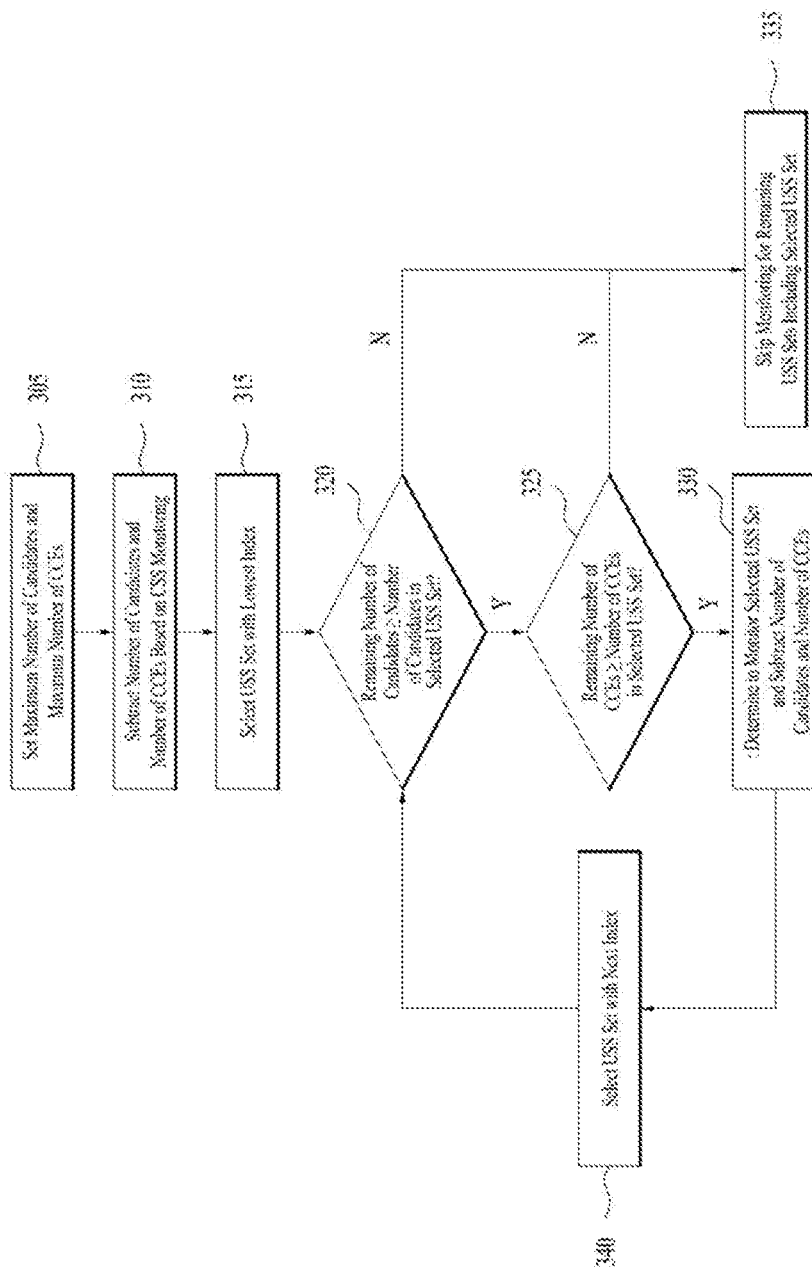 305
Set Maximum Number of Candidates and
Maximum Number of CCEs
310
Subtract Number of Candidates and
Number of CCEs Based on CSS Monitoring
315
Select USS Set with Lowest Index
320
Remaining Number of
Candidates ≥ Number
of Candidates in
Selected USS Set?
N
Y
325
Remaining Number of
CCEs ≥ Number of CCEs
in Selected USS Set?
N
Y
330
: Determine to Monitor Selected USS Set
and Subtract Number of
Candidates and Number of CCEs
335
Skip Monitoring for Remaining
USS Sets Including Selected USS Set
Select USS Set with Next Index
340